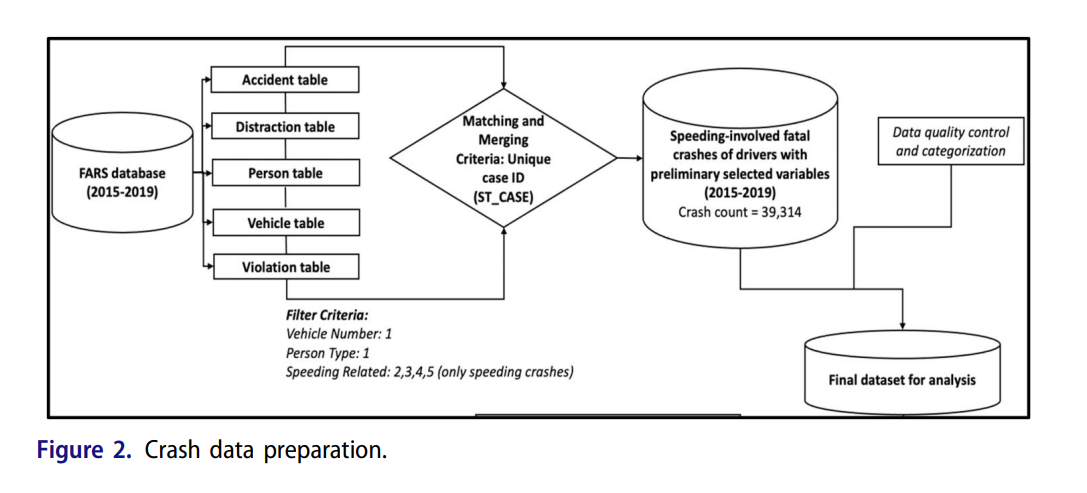 FARS database
(2015-2019)
Accident table
Distraction table
Person table
Vehicle table
Violation table
Filter Criteria:
Vehicle Number: 1
Person Type: 1
Speeding Related: 2,3,4,5 (only speeding crashes)
Matching and
Merging
Criteria: Unique
case ID
(ST_CASE)
Speeding-involved fatal
crashes of drivers with
preliminary selected variables
(2015-2019)
Crash count = 39,314
Data quality control
and categorization
Final dataset for analysis
Figure 2. Crash data preparation.